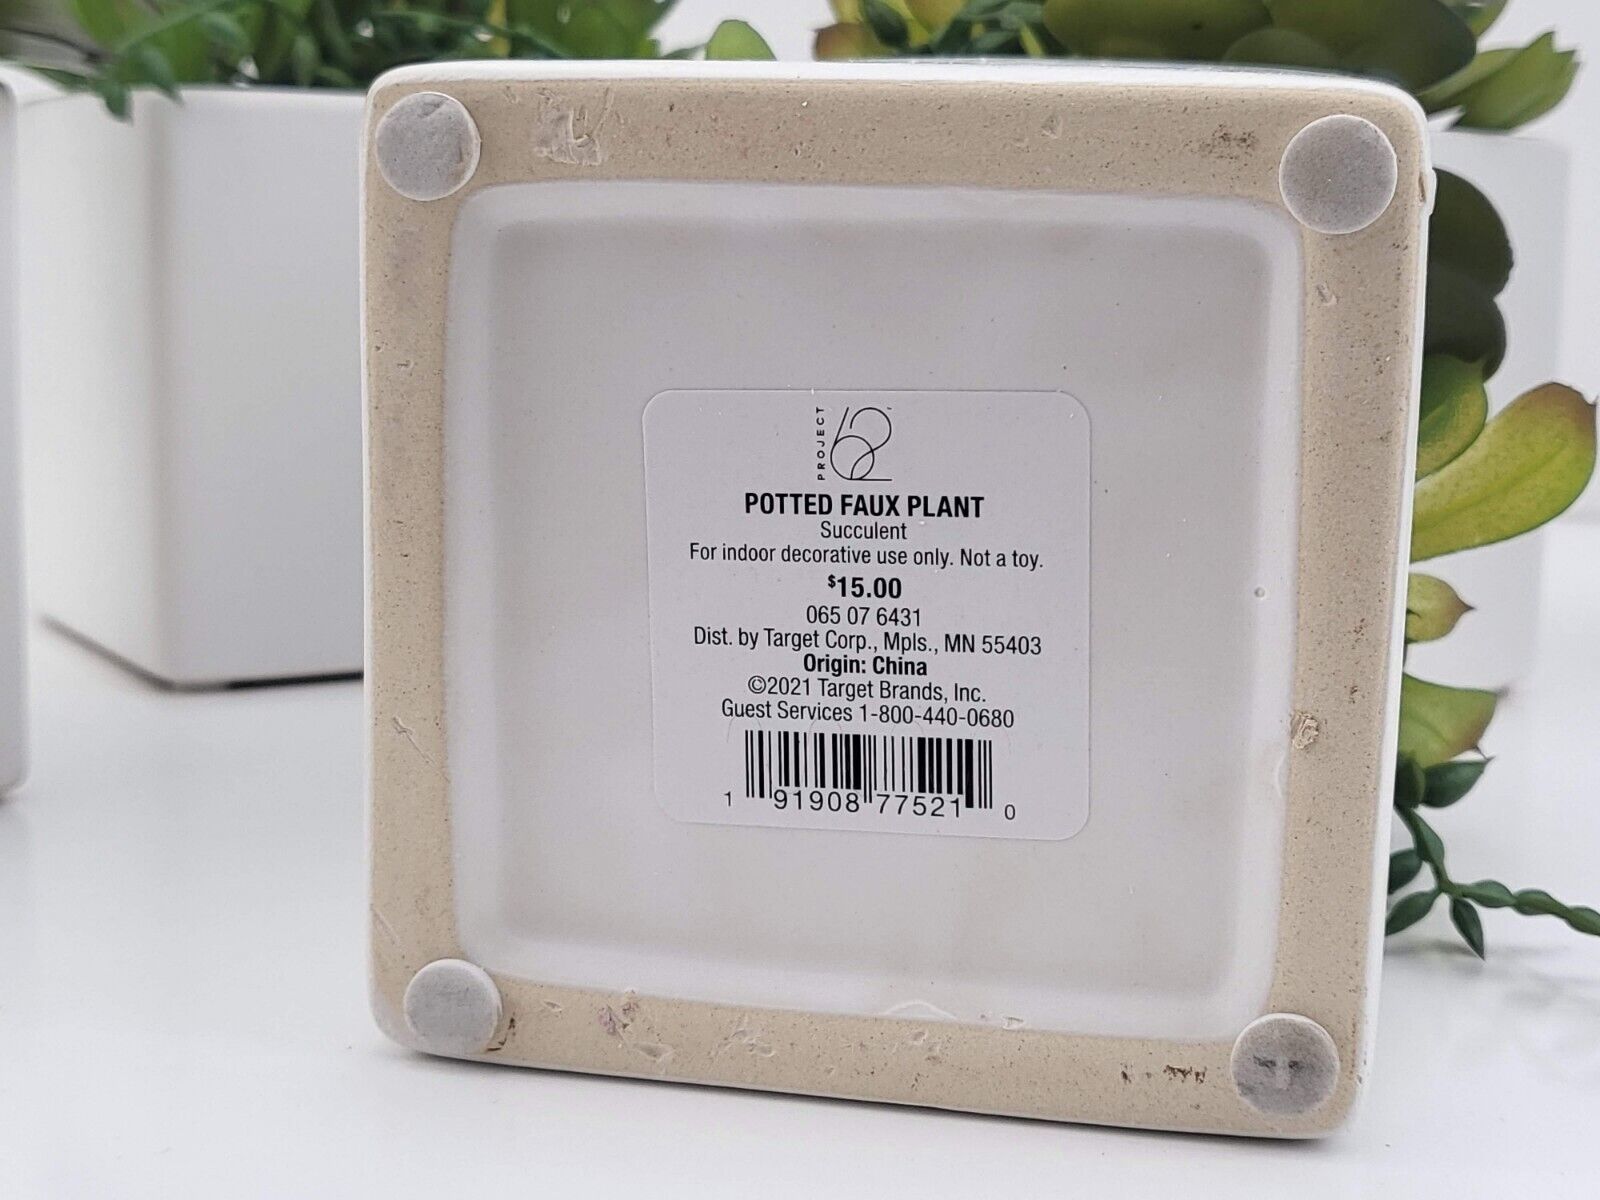 PROJECT 62™
POTTED FAUX PLANT
Succulent
For indoor decorative use only. Not a toy.
$15.00
065 07 6431
Dist. by Target Corp., Mpls., MN 55403
Origin: China
©2021 Target Brands, Inc.
Guest Services 1-800-440-0680
1 91908 77521 0